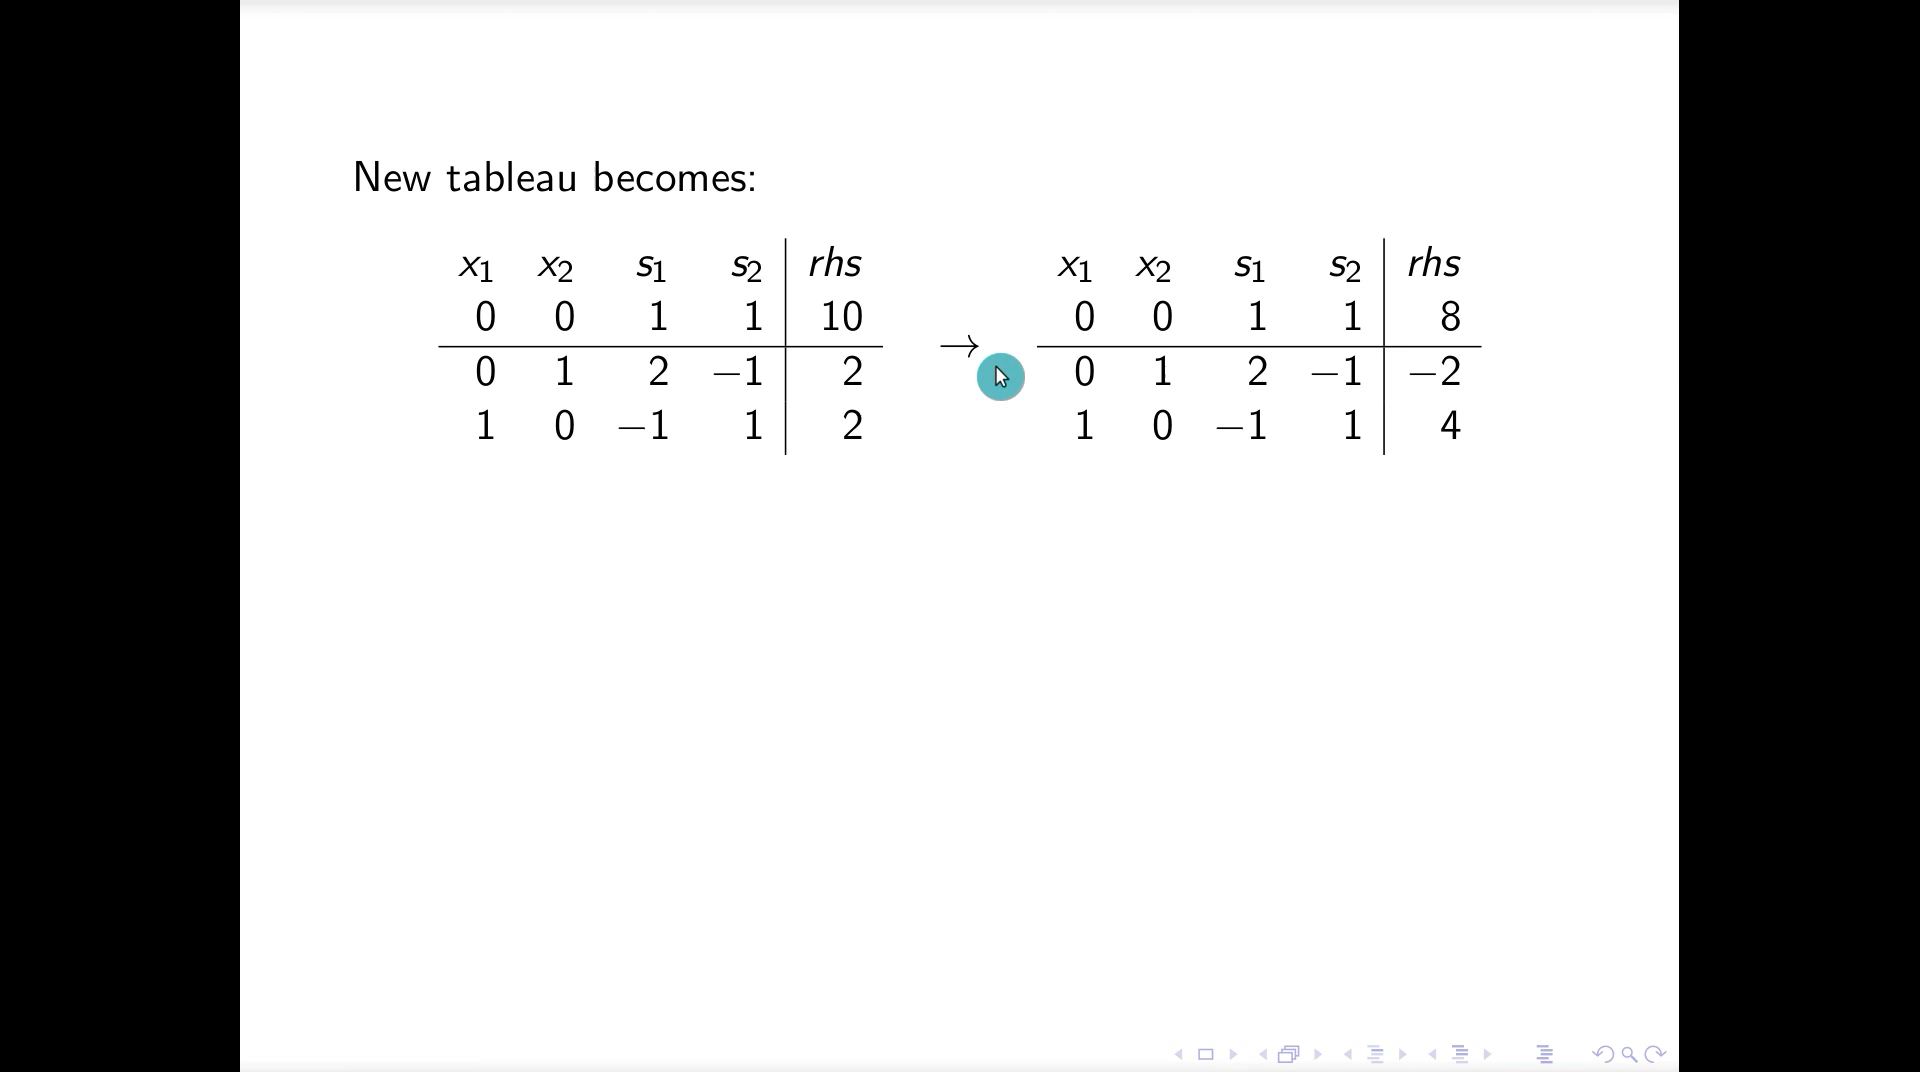 New tableau becomes:
x₁ x₂ s₁ s₂ rhs x₁ x₂ s₁ s₂ rhs
0 0 1 1 10 0 0 1 1 8
→
0 1 2 −1 2 0 1 2 −1 −2
1 0 −1 1 2 1 0 −1 1 4